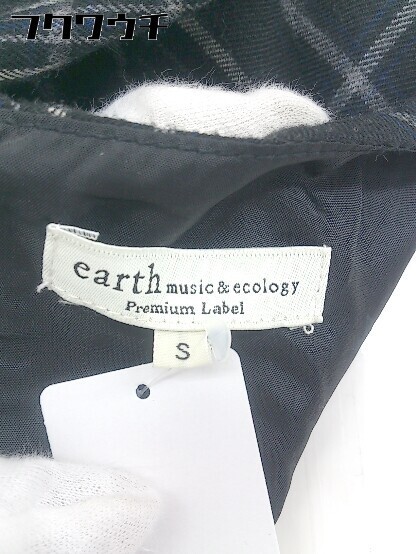 フクワウチ
earth music & ecology
Premium Label
S